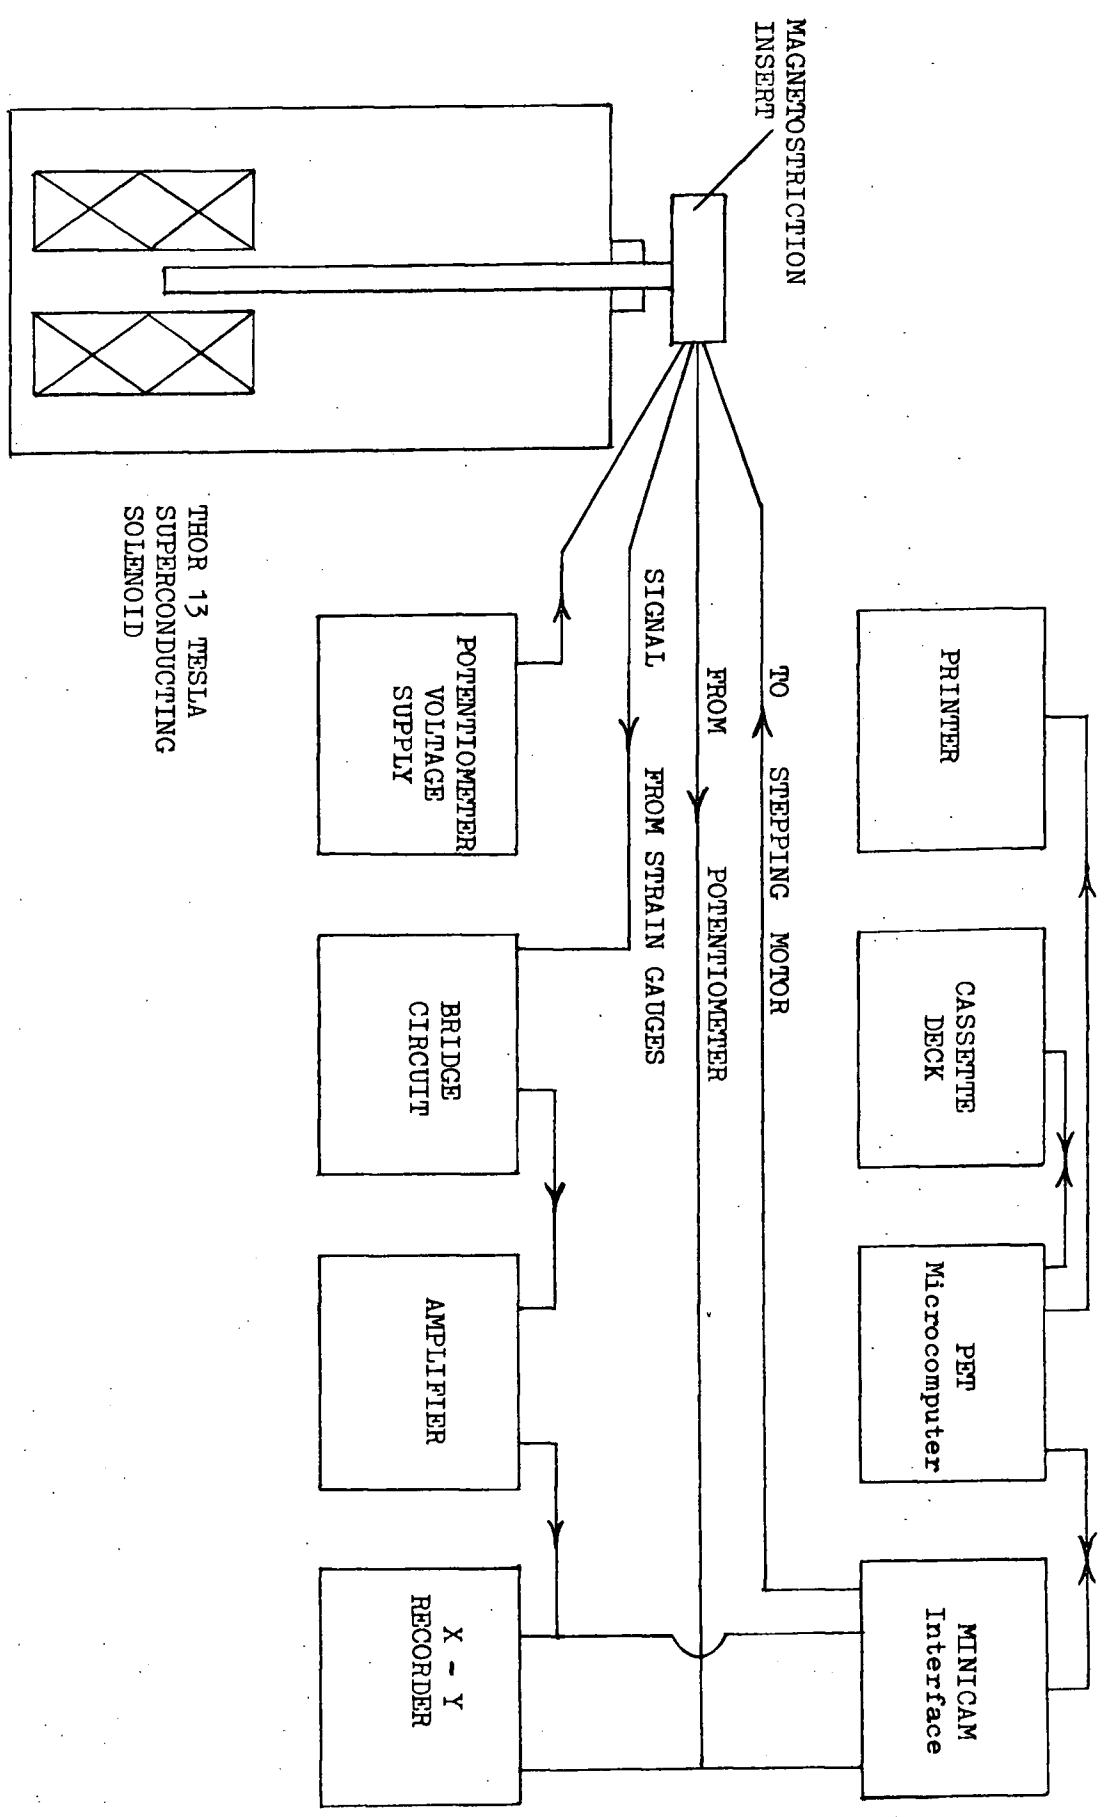 MAGNETOSTRICTION
INSERT
PRINTER
CASSETTE
DECK
PET
Microcomputer
MINICAM
Interface
TO STEPPING MOTOR
FROM POTENTIOMETER
SIGNAL FROM STRAIN GAUGES
POTENTIOMETER
VOLTAGE
SUPPLY
BRIDGE
CIRCUIT
AMPLIFIER
X - Y
RECORDER
THOR 13 TESLA
SUPERCONDUCTING
SOLENOID